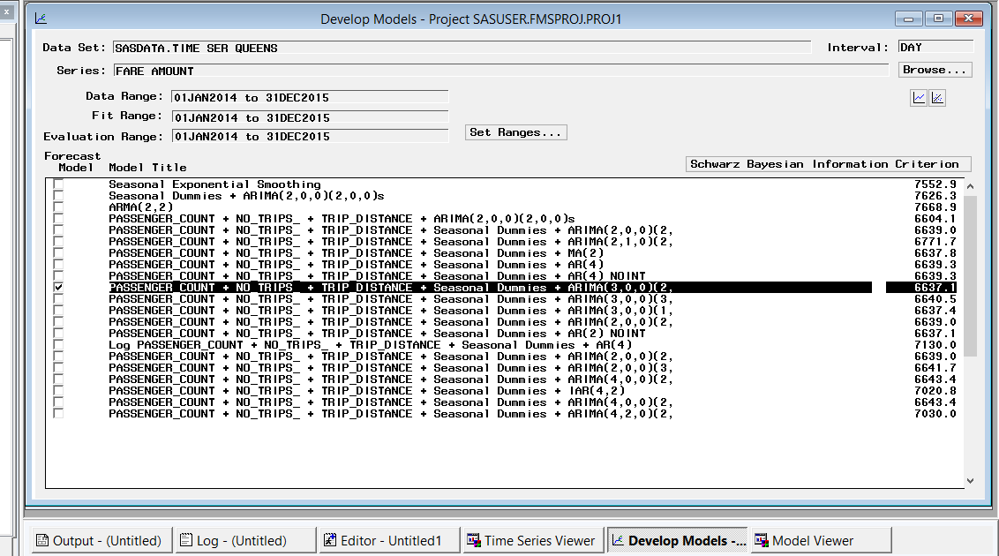 Develop Models - Project SASUSER.FMSPROJ.PROJ1
Data Set: SASDATA.TIME SER QUEENS Interval: DAY
Series: FARE AMOUNT Browse...
Data Range: 01JAN2014 to 31DEC2015
Fit Range: 01JAN2014 to 31DEC2015
Evaluation Range: 01JAN2014 to 31DEC2015 Set Ranges...
Forecast
Model Model Title Schwarz Bayesian Information Criterion
Seasonal Exponential Smoothing 7552.9
Seasonal Dummies + ARIMA(2,0,0)(2,0,0)s 7626.3
ARMA(2,2) 7668.9
PASSENGER_COUNT + NO_TRIPS_ + TRIP_DISTANCE + ARIMA(2,0,0)(2,0,0)s 6604.1
PASSENGER_COUNT + NO_TRIPS_ + TRIP_DISTANCE + Seasonal Dummies + ARIMA(2,0,0)(2, 6639.0
PASSENGER_COUNT + NO_TRIPS_ + TRIP_DISTANCE + Seasonal Dummies + ARIMA(2,1,0)(2, 6771.7
PASSENGER_COUNT + NO_TRIPS_ + TRIP_DISTANCE + Seasonal Dummies + MA(2) 6637.8
PASSENGER_COUNT + NO_TRIPS_ + TRIP_DISTANCE + Seasonal Dummies + AR(4) 6639.3
PASSENGER_COUNT + NO_TRIPS_ + TRIP_DISTANCE + Seasonal Dummies + AR(4) NOINT 6639.3
PASSENGER_COUNT + NO_TRIPS_ + TRIP_DISTANCE + Seasonal Dummies + ARIMA(3,0,0)(2, 6637.1
PASSENGER_COUNT + NO_TRIPS_ + TRIP_DISTANCE + Seasonal Dummies + ARIMA(3,0,0)(3, 6640.5
PASSENGER_COUNT + NO_TRIPS_ + TRIP_DISTANCE + Seasonal Dummies + ARIMA(3,0,0)(1, 6637.4
PASSENGER_COUNT + NO_TRIPS_ + TRIP_DISTANCE + Seasonal Dummies + ARIMA(2,0,0)(2, 6639.0
PASSENGER_COUNT + NO_TRIPS_ + TRIP_DISTANCE + Seasonal Dummies + AR(2) NOINT 6637.1
Log PASSENGER_COUNT + NO_TRIPS_ + TRIP_DISTANCE + Seasonal Dummies + AR(4) 7130.0
PASSENGER_COUNT + NO_TRIPS_ + TRIP_DISTANCE + Seasonal Dummies + ARIMA(2,0,0)(2, 6639.0
PASSENGER_COUNT + NO_TRIPS_ + TRIP_DISTANCE + Seasonal Dummies + ARIMA(2,0,0)(3, 6641.7
PASSENGER_COUNT + NO_TRIPS_ + TRIP_DISTANCE + Seasonal Dummies + ARIMA(4,0,0)(2, 6643.4
PASSENGER_COUNT + NO_TRIPS_ + TRIP_DISTANCE + Seasonal Dummies + IAR(4,2) 7020.8
PASSENGER_COUNT + NO_TRIPS_ + TRIP_DISTANCE + Seasonal Dummies + ARIMA(4,0,0)(2, 6643.4
PASSENGER_COUNT + NO_TRIPS_ + TRIP_DISTANCE + Seasonal Dummies + ARIMA(4,2,0)(2, 7030.0
Output - (Untitled) Log - (Untitled) Editor - Untitled1 Time Series Viewer Develop Models -... Model Viewer